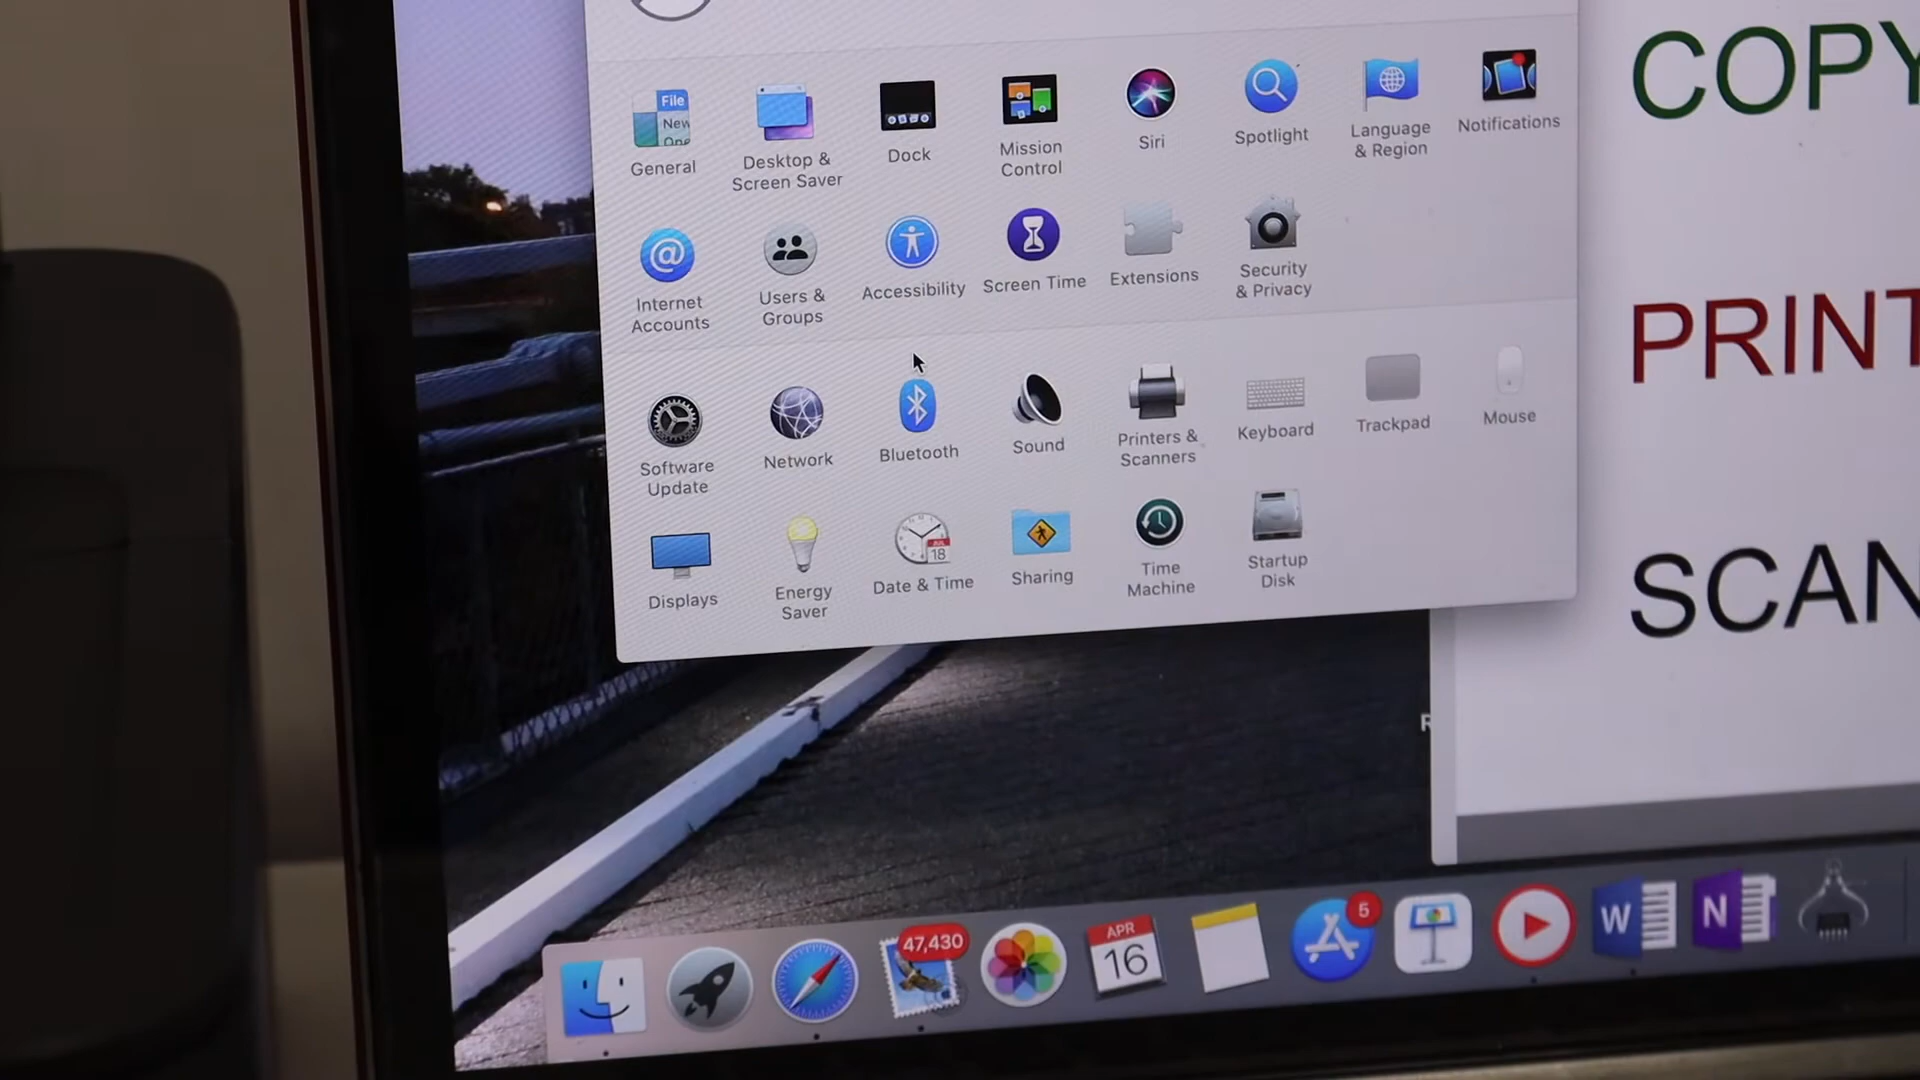 File
New
General
Desktop &
Screen Saver
Dock
Mission
Control
Siri
Spotlight
Language
& Region
Notifications
Internet
Accounts
Users &
Groups
Accessibility
Screen Time
Extensions
Security
& Privacy
Software
Update
Network
Bluetooth
Sound
Printers &
Scanners
Keyboard
Trackpad
Mouse
Displays
Energy
Saver
JUL
18
Date & Time
Sharing
Time
Machine
Startup
Disk
COPY
PRINT
SCAN
47,430
APR
16
5
W
N